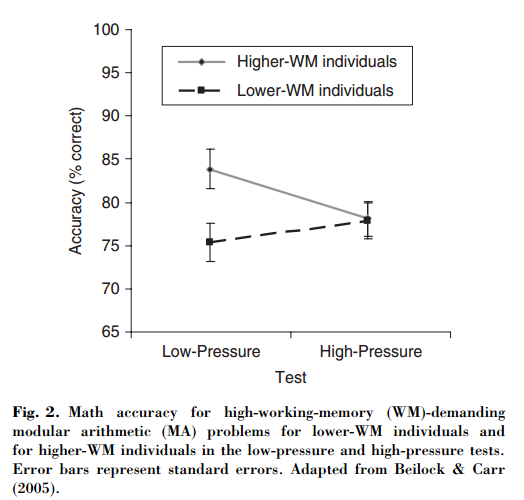 100
95
90
85
80
75
70
65
Accuracy (% correct)
Higher-WM individuals
Lower-WM individuals
Low-Pressure High-Pressure
Test
Fig. 2. Math accuracy for high-working-memory (WM)-demanding
modular arithmetic (MA) problems for lower-WM individuals and
for higher-WM individuals in the low-pressure and high-pressure tests.
Error bars represent standard errors. Adapted from Beilock & Carr
(2005).